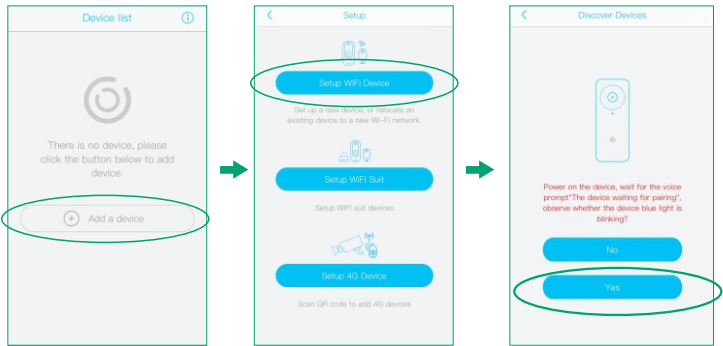 Device list
There is no device, please
click the button below to add
device.
Add a device
Setup
Setup WiFi Device
Set up a new device, or relocate an
existing device to a new Wi-Fi network.
Setup WiFi Suit
Setup WIFI suit devices
Setup 4G Device
Scan QR code to add 4G devices
Discover Devices
Power on the device, wait for the voice
prompt"The device waiting for pairing",
observe whether the device blue light is
blinking?
No
Yes